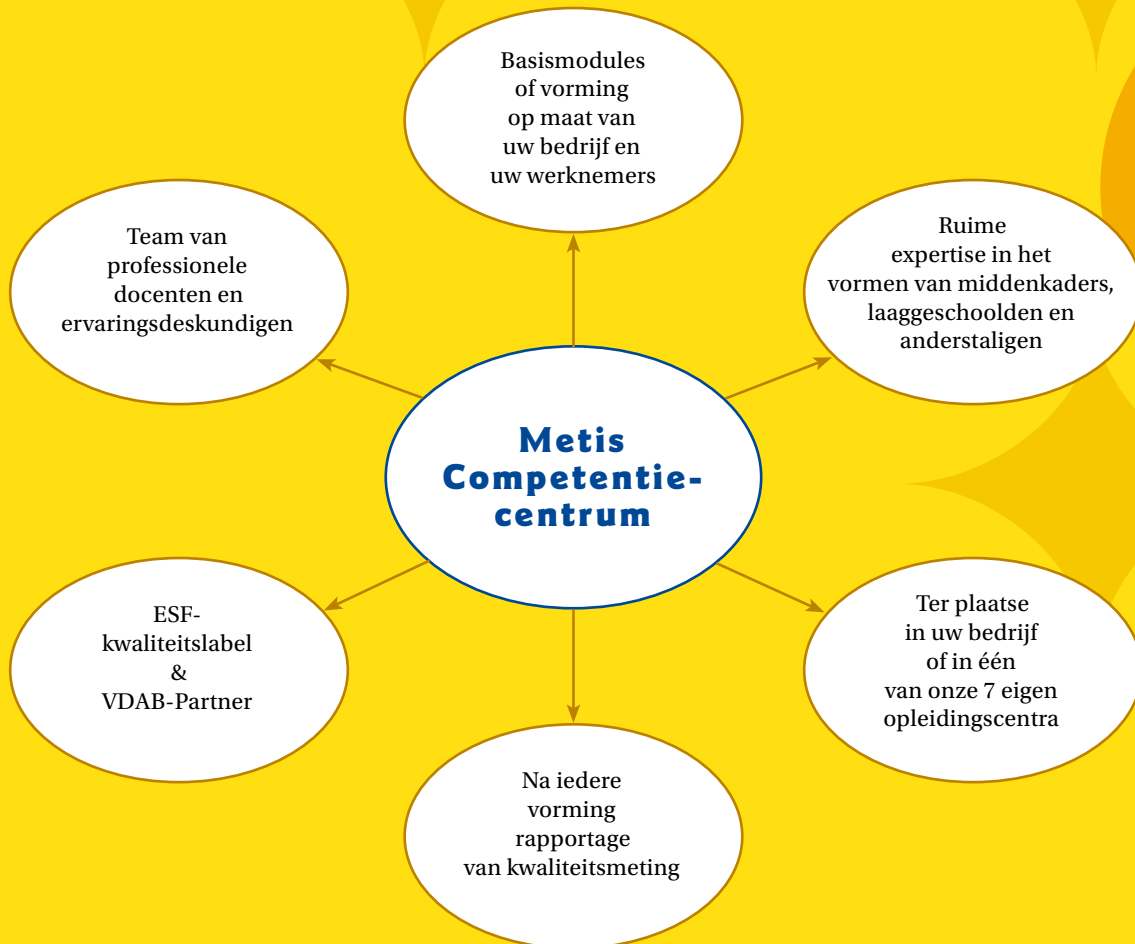 Basismodules
of vorming
op maat van
uw bedrijf en
uw werknemers
Team van
professionele
docenten en
ervaringsdeskundigen
Ruime
expertise in het
vormen van middenkaders,
laaggeschoolden en
anderstaligen
Metis
Competentie-
centrum
ESF-
kwaliteitslabel
&
VDAB-Partner
Ter plaatse
in uw bedrijf
of in één
van onze 7 eigen
opleidingscentra
Na iedere
vorming
rapportage
van kwaliteitsmeting